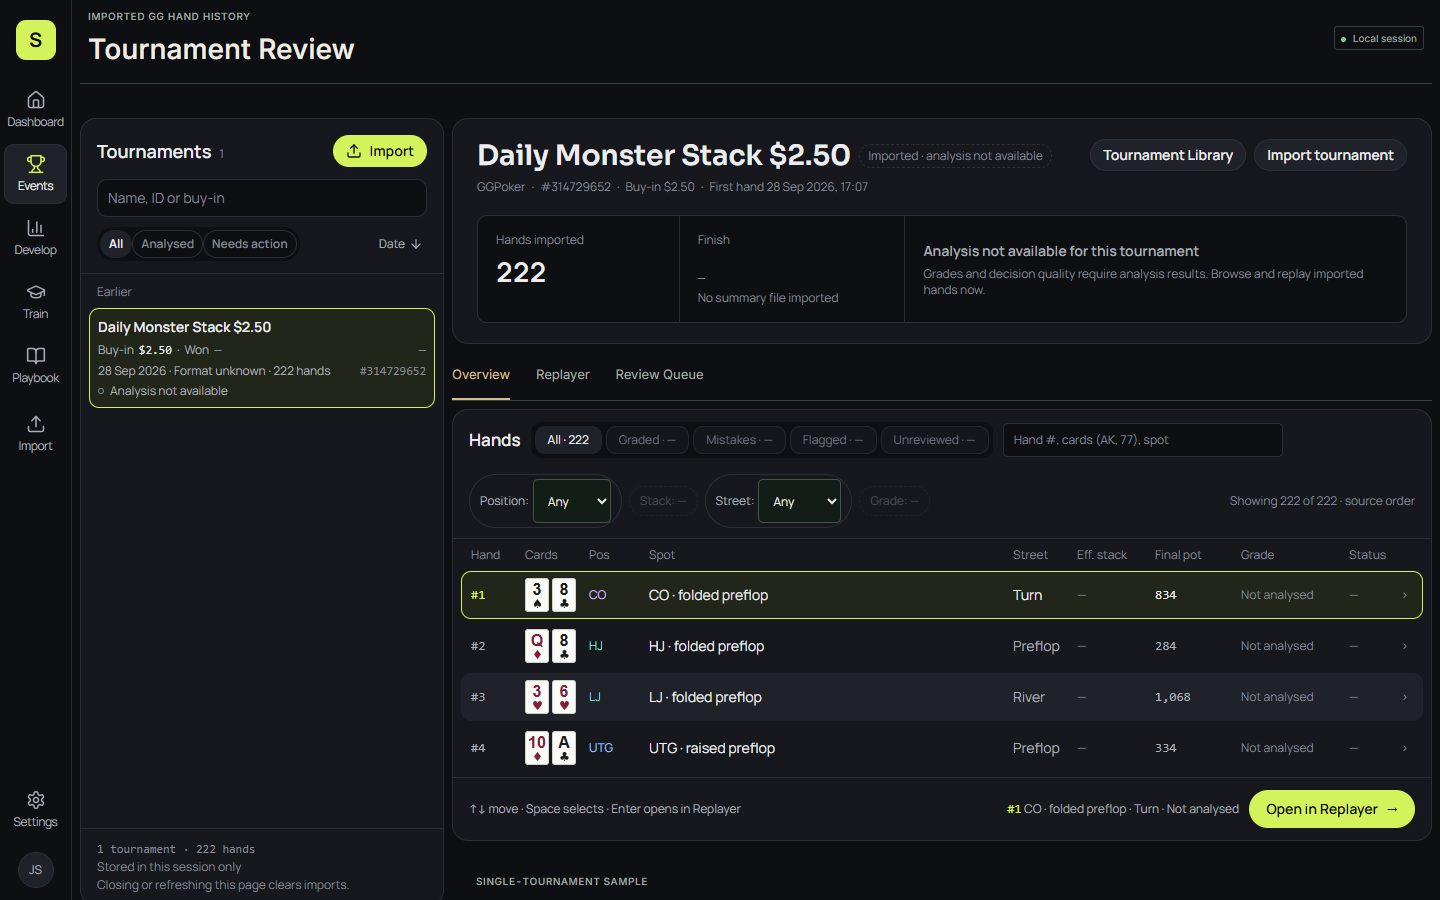 S
Dashboard
Events
Develop
Train
Playbook
Import
Settings
JS
IMPORTED GG HAND HISTORY
Tournament Review
Local session
Tournaments 1
Import
Name, ID or buy-in
All Analysed Needs action Date ↓
Earlier
Daily Monster Stack $2.50
Buy-in $2.50 · Won — —
28 Sep 2026 · Format unknown · 222 hands #314729652
Analysis not available
1 tournament · 222 hands
Stored in this session only
Closing or refreshing this page clears imports.
Daily Monster Stack $2.50 Imported · analysis not available Tournament Library Import tournament
GGPoker · #314729652 · Buy-in $2.50 · First hand 28 Sep 2026, 17:07
Hands imported
222
Finish
—
No summary file imported
Analysis not available for this tournament
Grades and decision quality require analysis results. Browse and replay imported
hands now.
Overview Replayer Review Queue
Hands All · 222 Graded · — Mistakes · — Flagged · — Unreviewed · — Hand #, cards (AK, 77), spot
Position: Any Stack: — Street: Any Grade: — Showing 222 of 222 · source order
Hand Cards Pos Spot Street Eff. stack Final pot Grade Status
#1 3♠ 8♣ CO CO · folded preflop Turn — 834 Not analysed — ›
#2 Q♦ 8♣ HJ HJ · folded preflop Preflop — 284 Not analysed — ›
#3 3♥ 6♥ LJ LJ · folded preflop River — 1,068 Not analysed — ›
#4 10♦ A♣ UTG UTG · raised preflop Preflop — 334 Not analysed — ›
↑↓ move · Space selects · Enter opens in Replayer #1 CO · folded preflop · Turn · Not analysed Open in Replayer →
SINGLE-TOURNAMENT SAMPLE